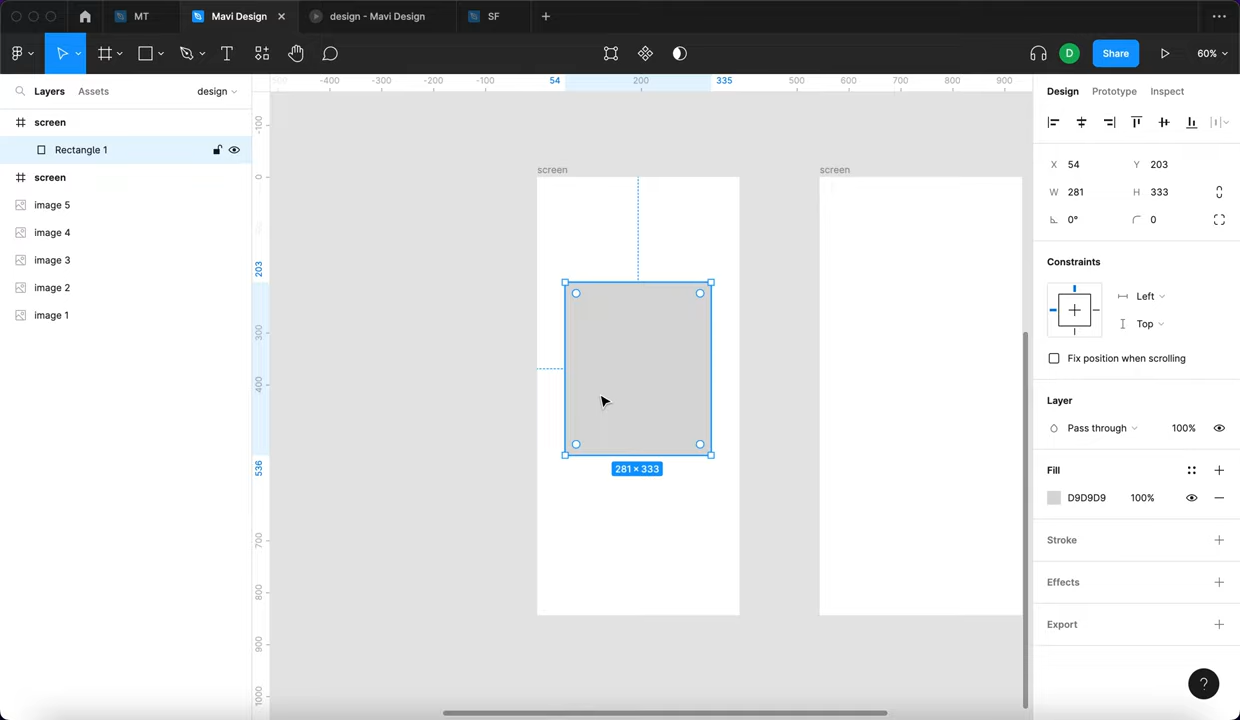 MT
Mavi Design
design - Mavi Design
SF
D
Share
60%
Layers
Assets
design
screen
Rectangle 1
screen
image 5
image 4
image 3
image 2
image 1
-400
-300
-200
-100
54
200
335
500
600
700
800
900
-100
0
203
300
400
536
700
800
900
1000
screen
screen
281 × 333
Design
Prototype
Inspect
X 54
Y 203
W 281
H 333
0°
0
Constraints
Left
Top
Fix position when scrolling
Layer
Pass through
100%
Fill
D9D9D9
100%
Stroke
Effects
Export
?